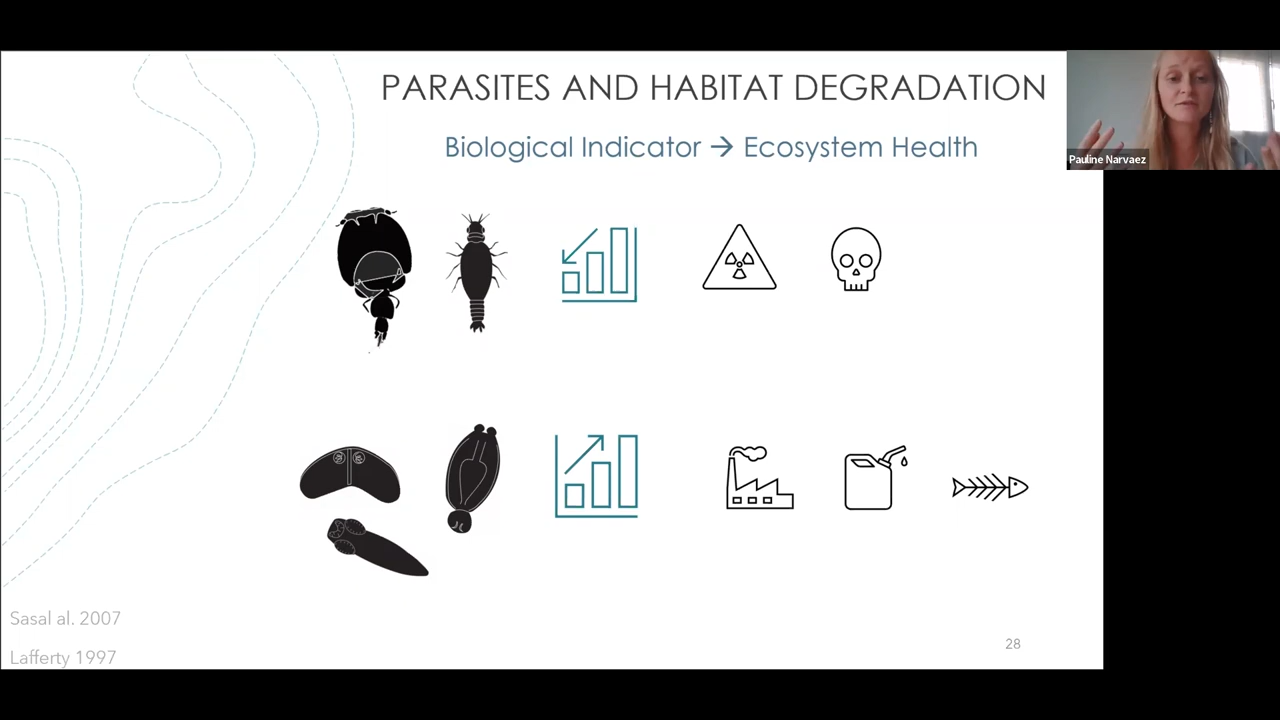 PARASITES AND HABITAT DEGRADATION
Biological Indicator → Ecosystem Health
Pauline Narvaez
Sasal al. 2007
Lafferty 1997
28